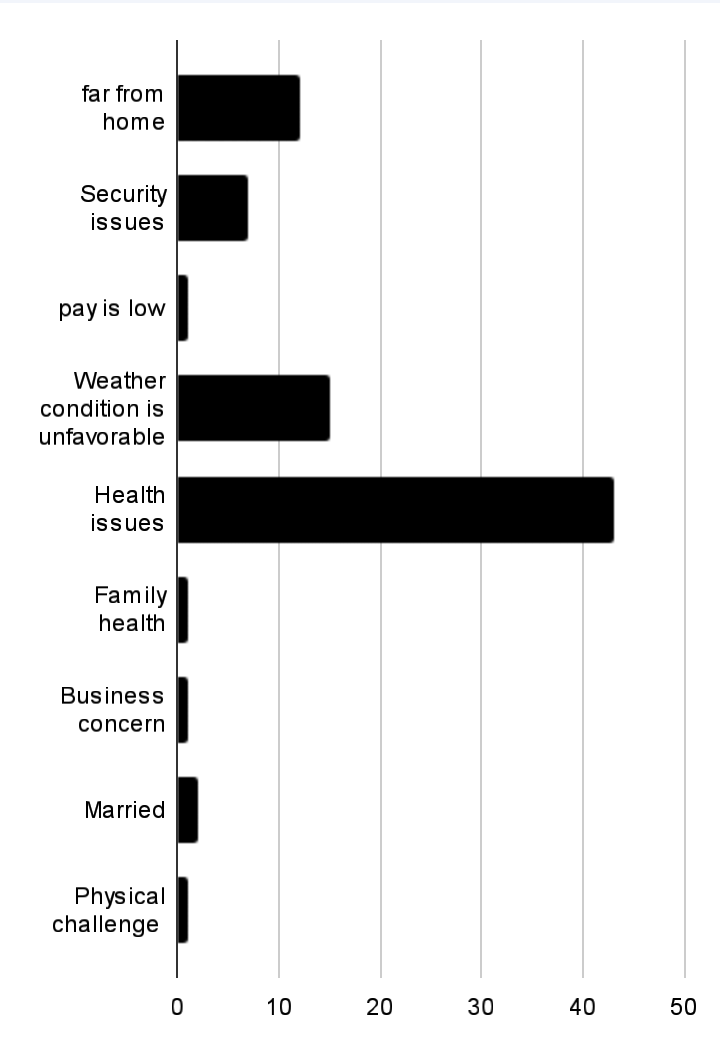 far from
home
Security
issues
pay is low
Weather
condition is
unfavorable
Health
issues
Family
health
Business
concern
Married
Physical
challenge
0 10 20 30 40 50